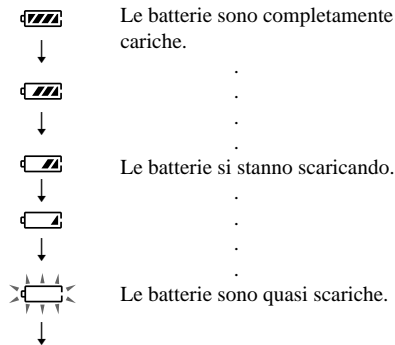 Le batterie sono completamente
cariche.
.
.
.
.
Le batterie si stanno scaricando.
.
.
.
.
Le batterie sono quasi scariche.